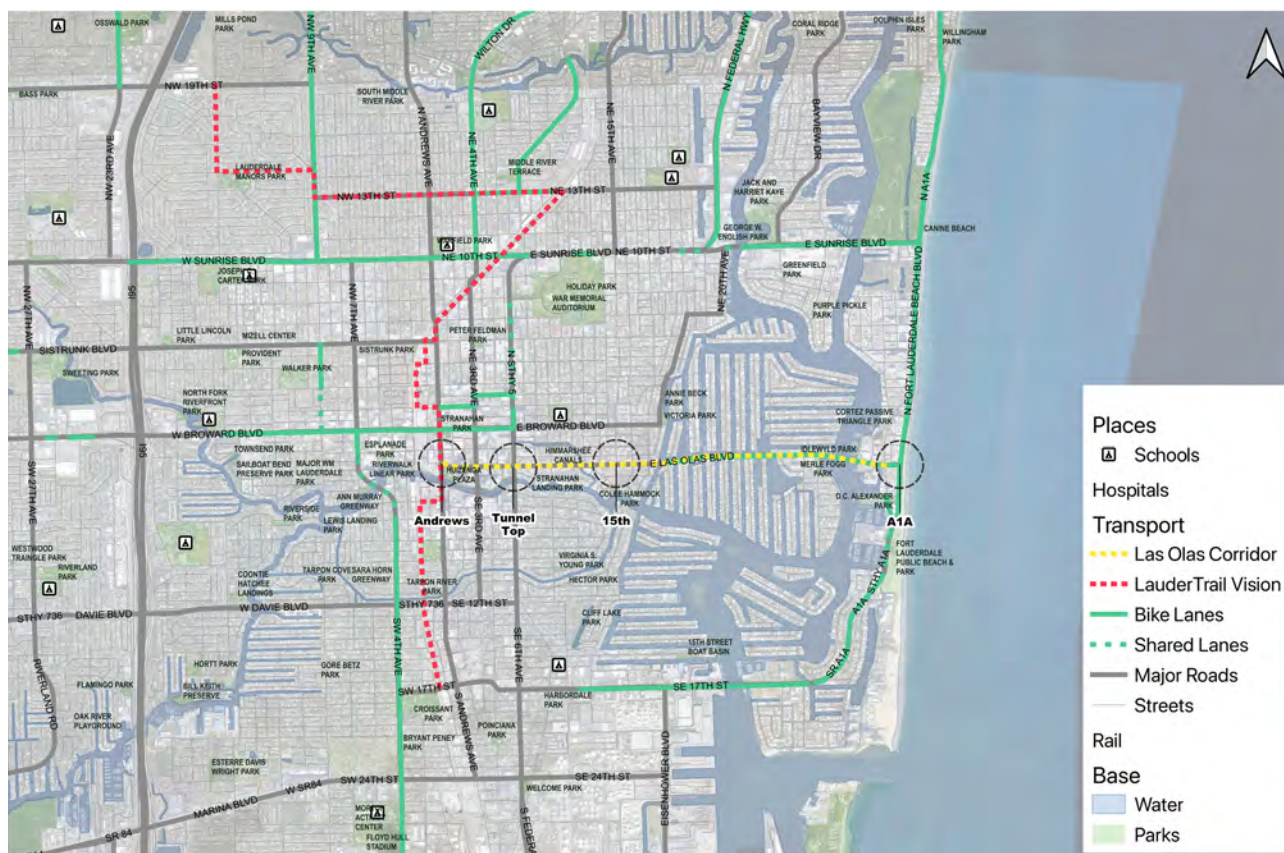 OSSWALD PARK
MILLS POND
PARK
NW 9TH AVE
WILTON DR
N FEDERAL HWY
CORAL RIDGE
PARK
DOLPHIN ISLES
PARK
WILLINGHAM
PARK
BASS PARK
NW 19TH ST
SOUTH MIDDLE
RIVER PARK
N ANDREWS AVE
NE 4TH AVE
NE 15TH AVE
BAYVIEW DR
NW 23RD AVE
LAUDERDALE
MANORS PARK
MIDDLE RIVER
TERRACE
NW 13TH ST
NE 13TH ST
JACK AND
HARRIET KAYE
PARK
N A1A
GEORGE W.
ENGLISH PARK
CANINE BEACH
W SUNRISE BLVD
NE 10TH ST
E SUNRISE BLVD
NE 10TH ST
E SUNRISE BLVD
GREENFIELD
PARK
HOLIDAY PARK
WAR MEMORIAL
AUDITORIUM
NE 20TH AVE
PURPLE PICKLE
PARK
NW 27TH AVE
I95
NW 7TH AVE
LITTLE LINCOLN
PARK
MIZELL CENTER
PETER FELDMAN
PARK
SISTRUNK BLVD
PROVIDENT
PARK
SISTRUNK PARK
WALKER PARK
SWEETING PARK
NE 3RD AVE
N STHY 5
N FORT LAUDERDALE BEACH BLVD
NORTH FORK
RIVERFRONT
PARK
ANNIE BECK
PARK
VICTORIA PARK
STRANAHAN
PARK
CORTEZ PASSIVE
TRIANGLE PARK
W BROWARD BLVD
E BROWARD BLVD
TOWNSEND PARK
ESPLANADE
PARK
HIMMARSHEE
CANALS
IDLEWYLD PARK
SAILBOAT BEND
PRESERVE PARK
MAJOR WM
LAUDERDALE
PARK
RIVERWALK
LINEAR PARK
HUIZENGA
PLAZA
E LAS OLAS BLVD
MERLE FOGG
PARK
STRANAHAN
LANDING PARK
ANN MURRAY
GREENWAY
COLEE HAMMOCK
PARK
D.C. ALEXANDER
PARK
RIVERSIDE
PARK
LEWIS LANDING
PARK
Andrews
Tunnel
Top
15th
A1A
SW 27TH AVE
I95
SE 3RD AVE
WESTWOOD
TRAINGLE PARK
RIVERLAND
PARK
FORT
LAUDERDALE
PUBLIC BEACH &
PARK
VIRGINIA S.
YOUNG PARK
HECTOR PARK
COONTIE
HATCHEE
LANDINGS
TARPON COVE
PARK
SARA HORN
GREENWAY
TARPON RIVER
PARK
A1A STHY A1A
STHY 736
DAVIE BLVD
W DAVIE BLVD
STHY 736
SE 12TH ST
CLIFF LAKE
PARK
15TH STREET
BOAT BASIN
SR A1A
SW 4TH AVE
SE 6TH AVE
HORTT PARK
GORE BETZ
PARK
FLAMINGO PARK
BILL KEITH
PRESERVE
SW 17TH ST
SE 17TH ST
HARBORDALE
PARK
CROISSANT
PARK
RIVERLAND RD
OAK RIVER
PLAYGROUND
BRYANT PENEY
PARK
S ANDREWS AVE
POINCIANA
PARK
EISENHOWER BLVD
ESTERRE DAVIS
WRIGHT PARK
SW 24TH ST
SE 24TH ST
WELCOME PARK
SR 84
MARINA BLVD
W SR84
CENTER
FLOYD HULL
STADIUM
Places
Schools
Hospitals
Transport
Las Olas Corridor
LauderTrail Vision
Bike Lanes
Shared Lanes
Major Roads
Streets
Rail
Base
Water
Parks